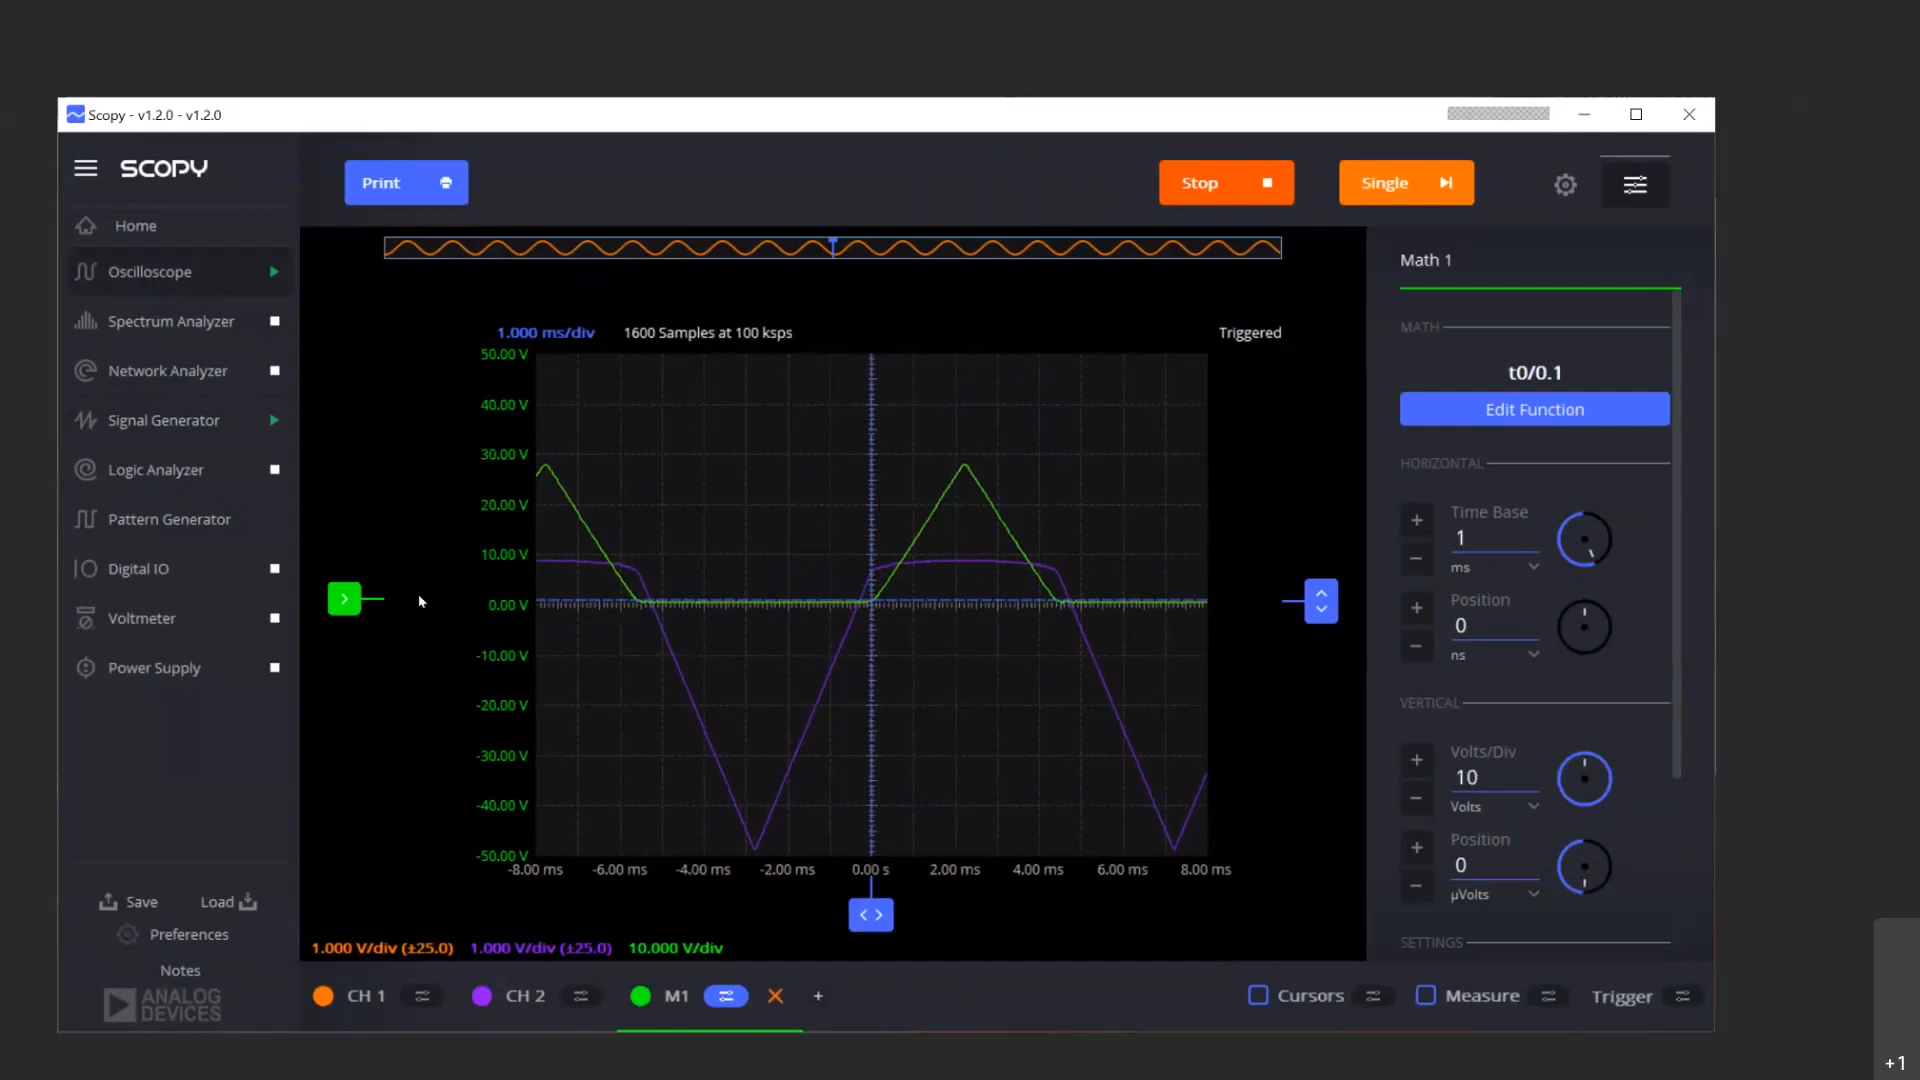 Scopy - v1.2.0 - v1.2.0
SCOPY
Print
Stop
Single
Home
Oscilloscope
Spectrum Analyzer
Network Analyzer
Signal Generator
Logic Analyzer
Pattern Generator
Digital IO
Voltmeter
Power Supply
Save
Load
Preferences
Notes
ANALOG
DEVICES
1.000 ms/div
1600 Samples at 100 ksps
Triggered
50.00 V
40.00 V
30.00 V
20.00 V
10.00 V
0.00 V
-10.00 V
-20.00 V
-30.00 V
-40.00 V
-50.00 V
-8.00 ms
-6.00 ms
-4.00 ms
-2.00 ms
0.00 s
2.00 ms
4.00 ms
6.00 ms
8.00 ms
1.000 V/div (±25.0)
1.000 V/div (±25.0)
10.000 V/div
CH 1
CH 2
M1
+
Cursors
Measure
Trigger
Math 1
MATH
t0/0.1
Edit Function
HORIZONTAL
Time Base
1
ms
Position
0
ns
VERTICAL
Volts/Div
10
Volts
Position
0
µVolts
SETTINGS
+1